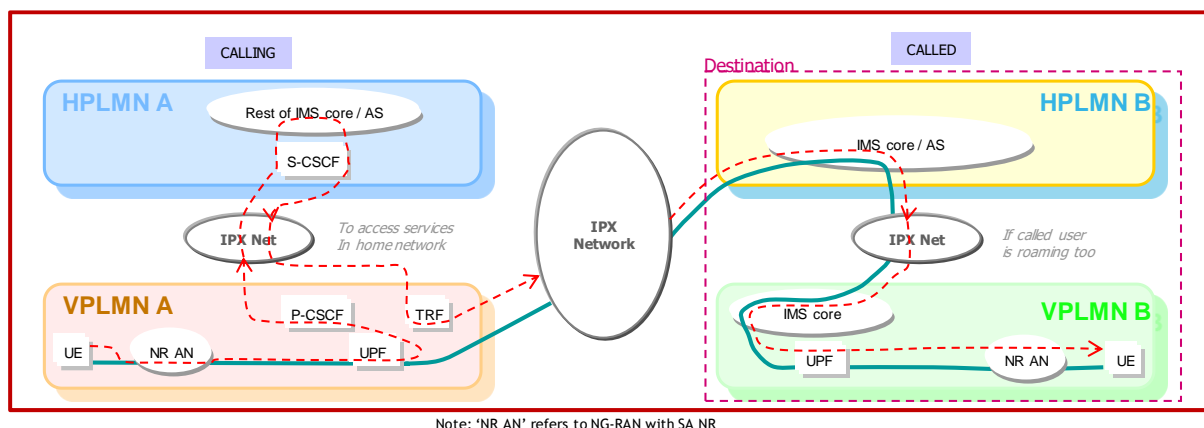 CALLING
CALLED
Destination
HPLMN A
Rest of IMS core / AS
S-CSCF
HPLMN B
IMS core / AS
IPX Net
To access services
In home network
IPX
Network
IPX Net
If called user
is roaming too
VPLMN A
P-CSCF
TRF
UE
NR AN
UPF
VPLMN B
IMS core
UPF
NR AN
UE
Note: ‘NR AN’ refers to NG-RAN with SA NR